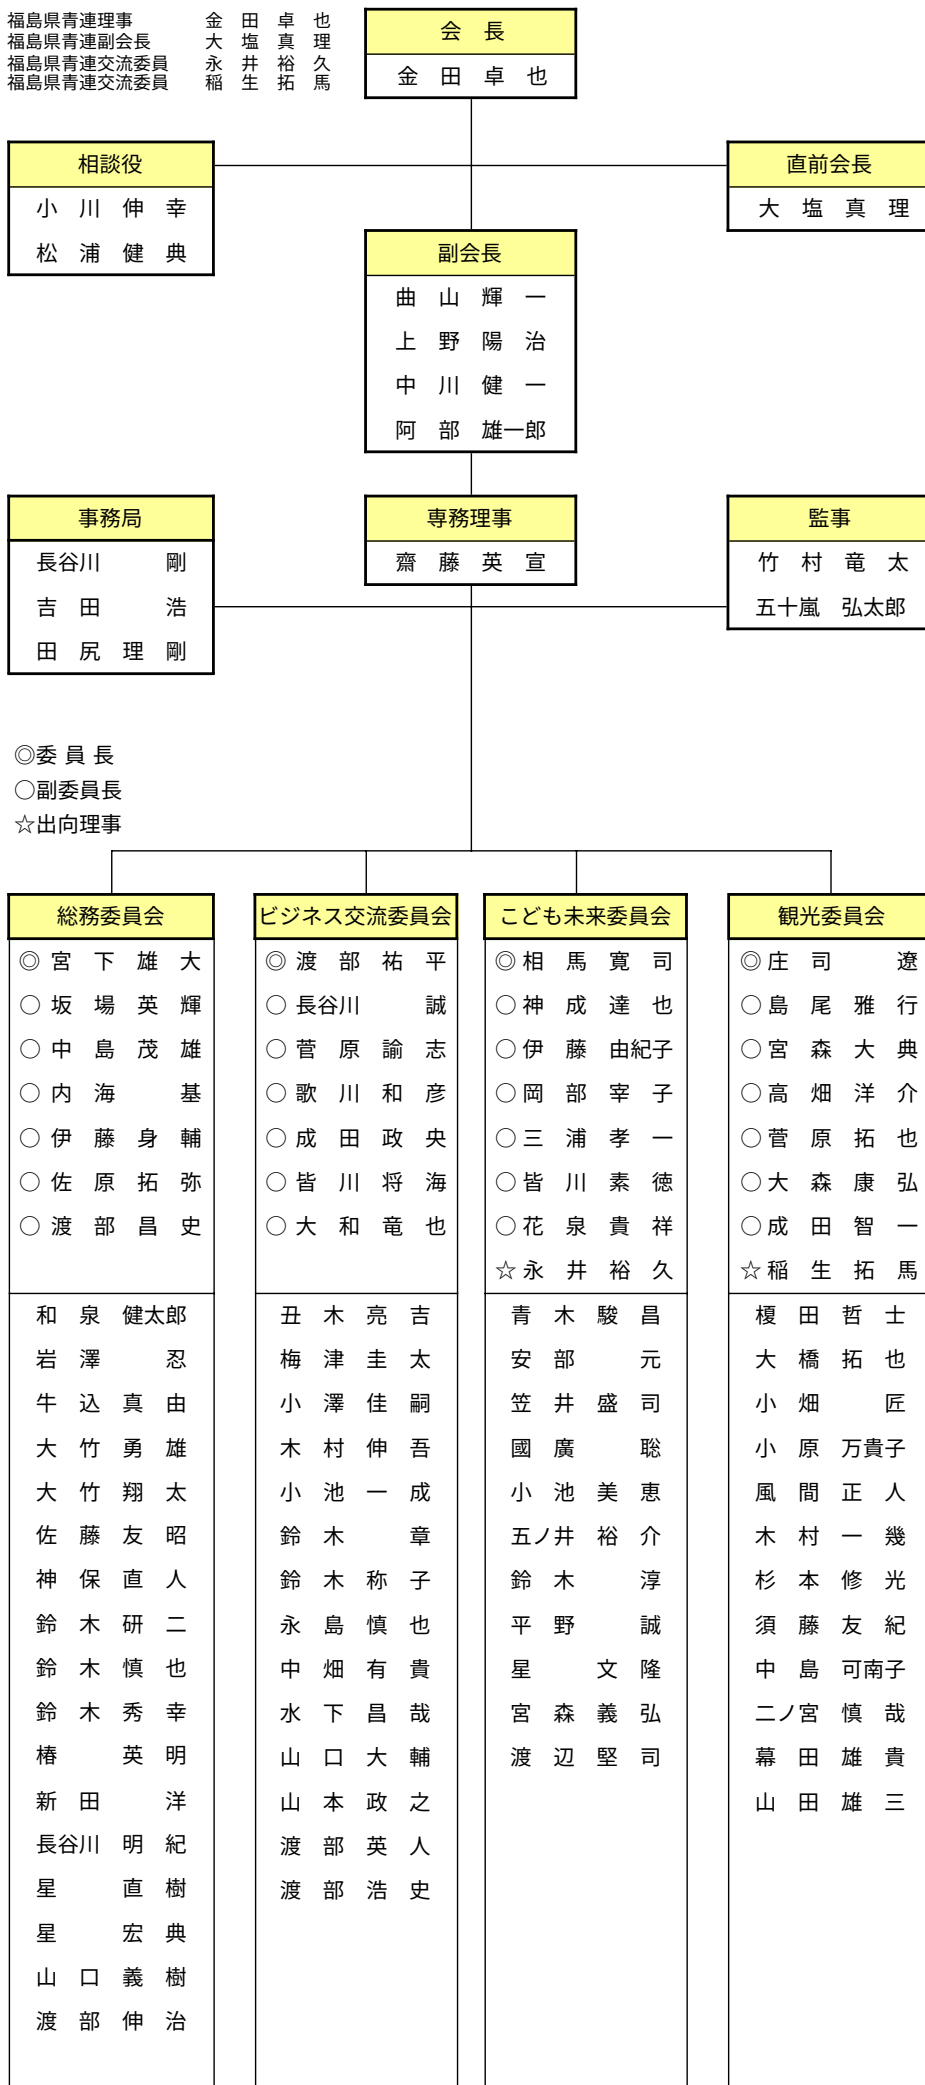 福島県青連理事 金田卓也
福島県青連副会長 大塩真理
福島県青連交流委員 永井裕久
福島県青連交流委員 稲生拓馬
会長
金田卓也
相談役
小川伸幸
松浦健典
直前会長
大塩真理
副会長
曲山輝一
上野陽治
中川健一
阿部雄一郎
事務局
長谷川剛
吉田浩
田尻理剛
専務理事
齋藤英宣
監事
竹村竜太
五十嵐弘太郎
◎委員長
○副委員長
☆出向理事
総務委員会
◎宮下雄大
○坂場英輝
○中島茂雄
○内海基
○伊藤身輔
○佐原拓弥
○渡部昌史
和泉健太郎
岩澤忍
牛込真由
大竹勇雄
大竹翔太
佐藤友昭
神保直人
鈴木研二
鈴木慎也
鈴木秀幸
椿英明
新田洋
長谷川明紀
星直樹
星宏典
山口義樹
渡部伸治
ビジネス交流委員会
◎渡部祐平
○長谷川誠
○菅原諭志
○歌川和彦
○成田政央
○皆川将海
○大和竜也
丑木亮吉
梅津圭太
小澤佳嗣
木村伸吾
小池一成
鈴木章
鈴木称子
永島慎也
中畑有貴
水下昌哉
山口大輔
山本政之
渡部英人
渡部浩史
こども未来委員会
◎相馬寛司
○神成達也
○伊藤由紀子
○岡部宰子
○三浦孝一
○皆川素徳
○花泉貴祥
☆永井裕久
青木駿昌
安部元
笠井盛司
國廣聡
小池美恵
五ノ井裕介
鈴木淳
平野誠
星文隆
宮森義弘
渡辺堅司
観光委員会
◎庄司遼
○島尾雅行
○宮森大典
○高畑洋介
○菅原拓也
○大森康弘
○成田智一
☆稲生拓馬
榎田哲士
大橋拓也
小畑匠
小原万貴子
風間正人
木村一幾
杉本修光
須藤友紀
中島可南子
二ノ宮慎哉
幕田雄貴
山田雄三